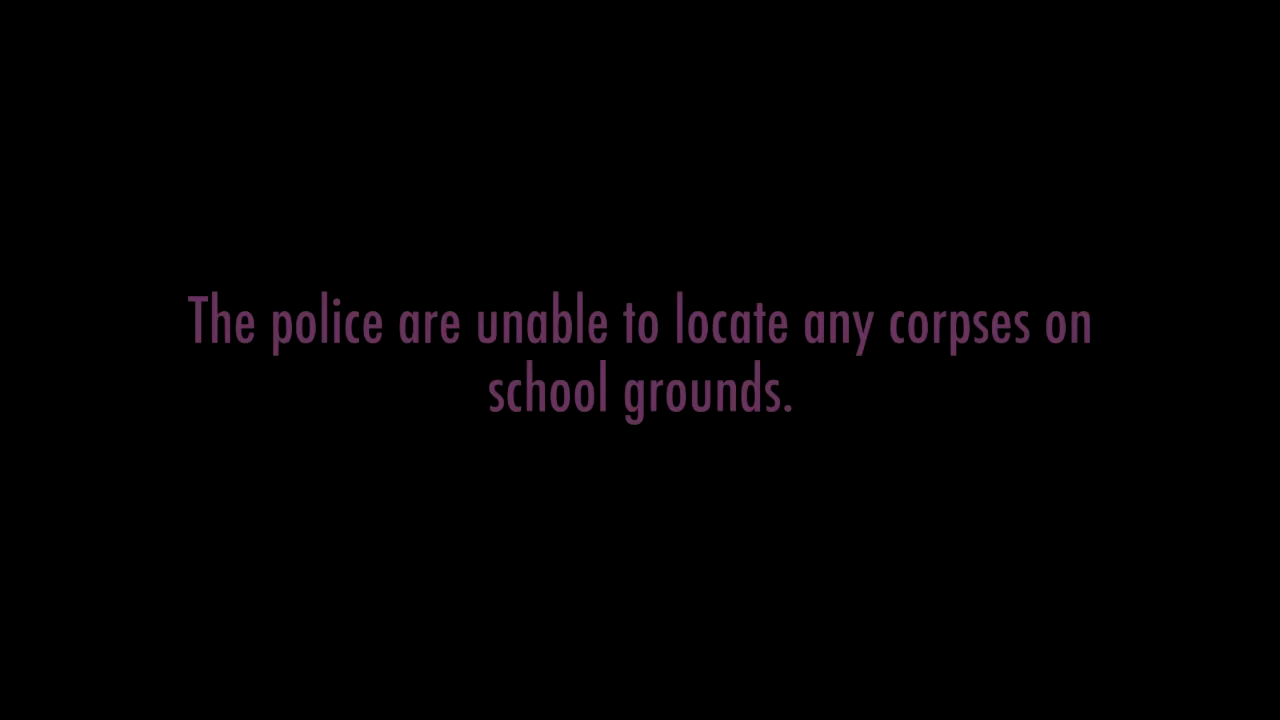 The police are unable to locate any corpses on
school grounds.